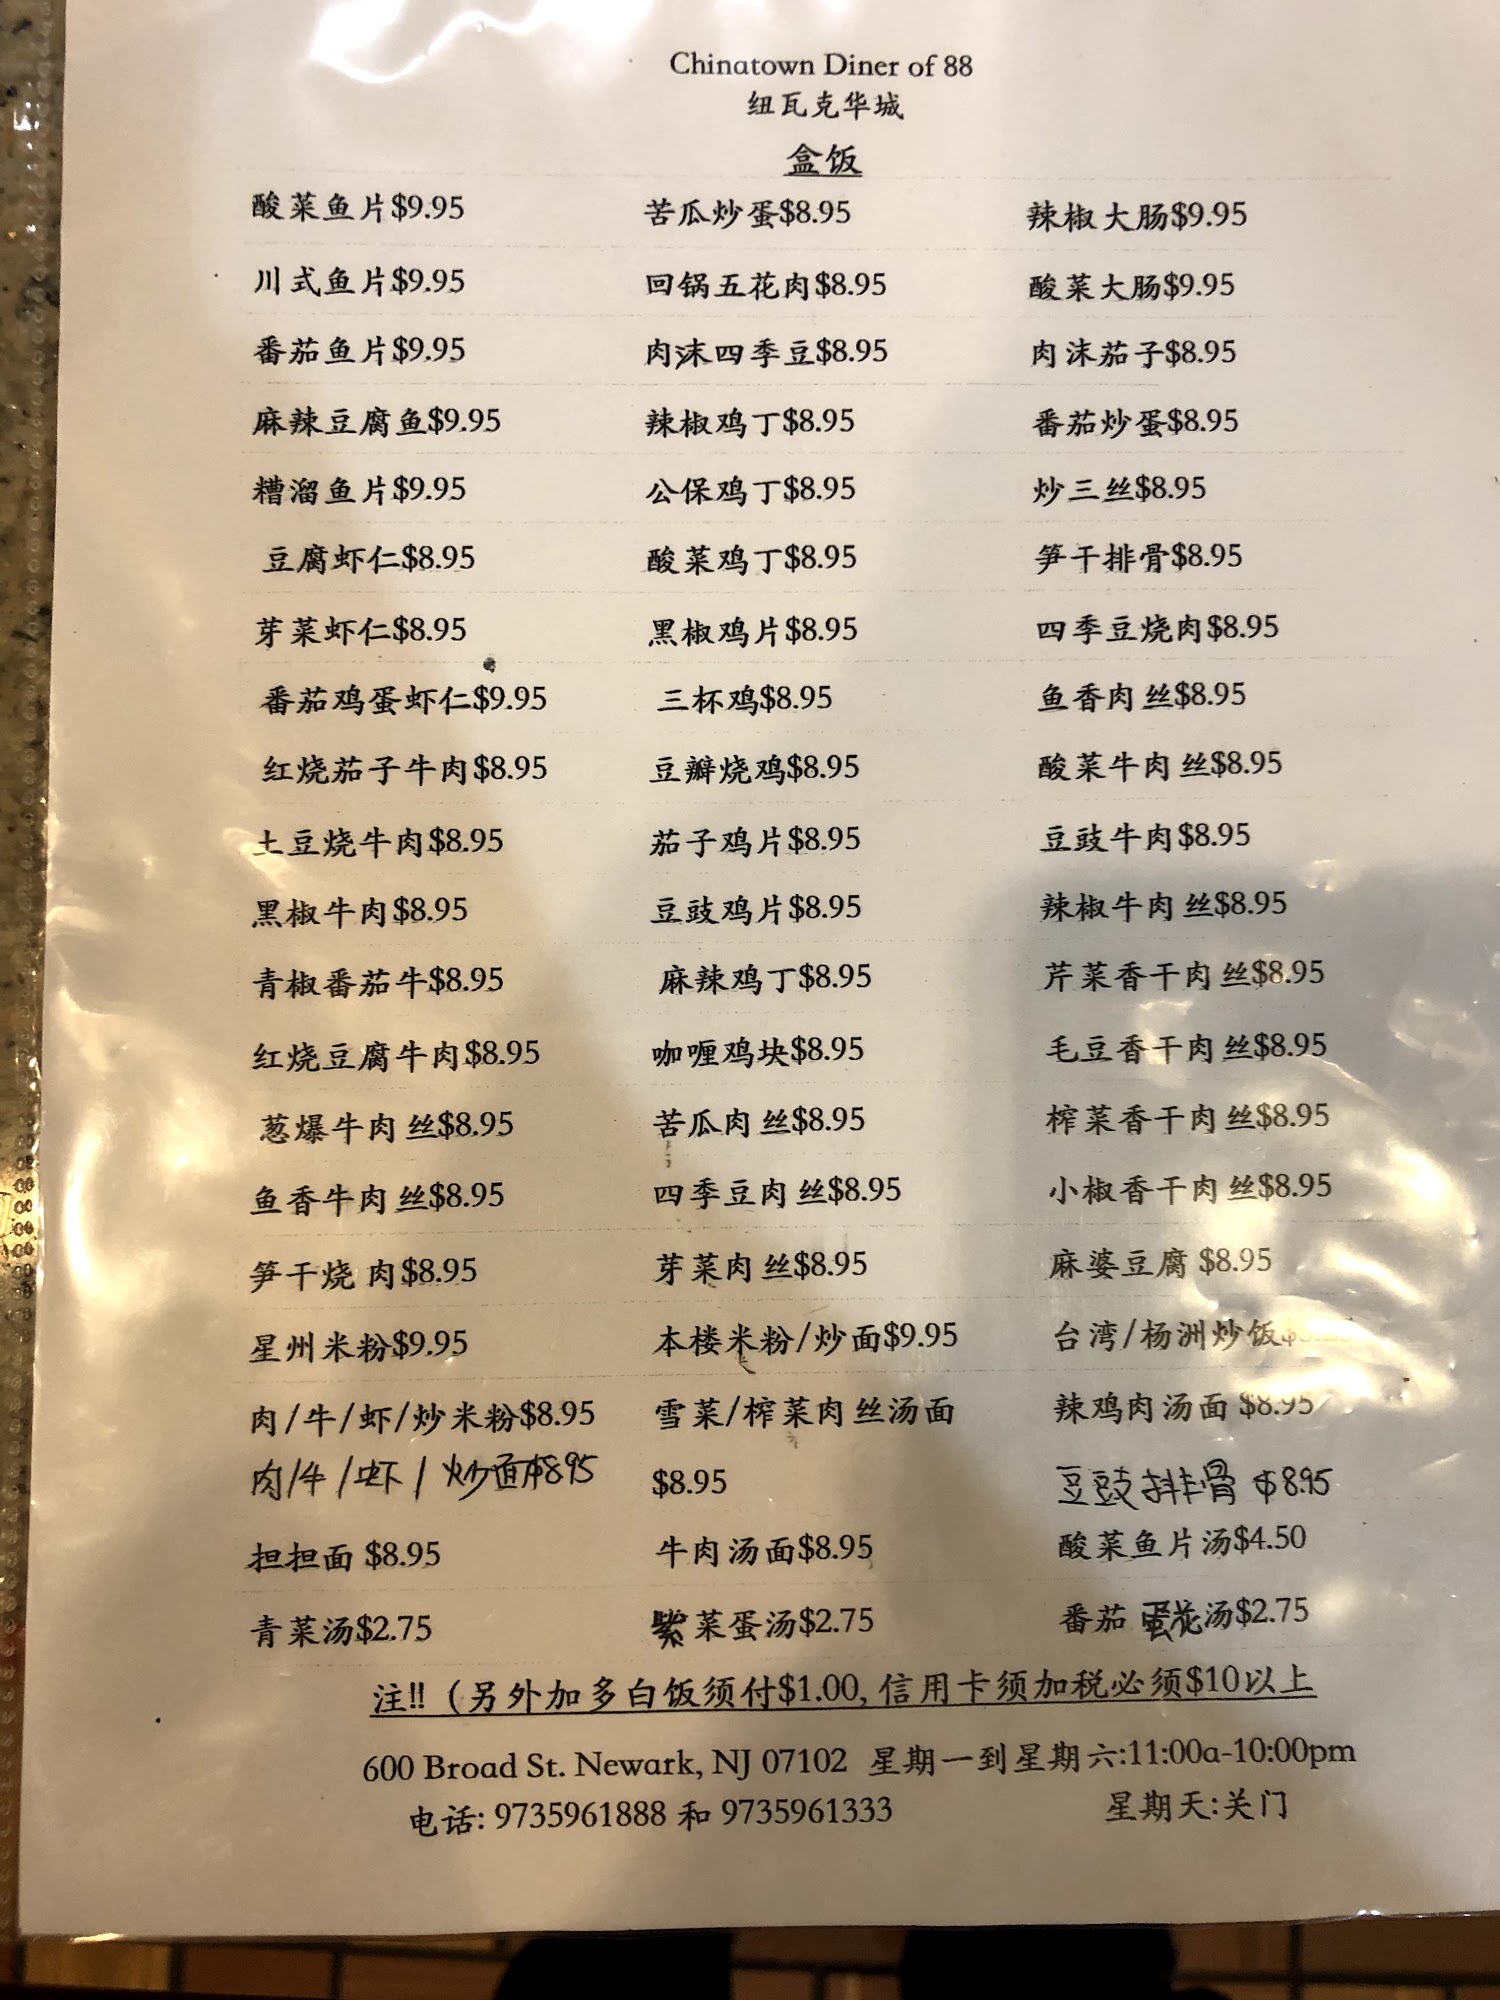 Chinatown Diner of 88
纽瓦克华城
盒饭
酸菜鱼片$9.95 苦瓜炒蛋$8.95 辣椒大肠$9.95
川式鱼片$9.95 回锅五花肉$8.95 酸菜大肠$9.95
番茄鱼片$9.95 肉沫四季豆$8.95 肉沫茄子$8.95
麻辣豆腐鱼$9.95 辣椒鸡丁$8.95 番茄炒蛋$8.95
糟溜鱼片$9.95 公保鸡丁$8.95 炒三丝$8.95
豆腐虾仁$8.95 酸菜鸡丁$8.95 笋干排骨$8.95
芽菜虾仁$8.95 黑椒鸡片$8.95 四季豆烧肉$8.95
番茄鸡蛋虾仁$9.95 三杯鸡$8.95 鱼香肉丝$8.95
红烧茄子牛肉$8.95 豆瓣烧鸡$8.95 酸菜牛肉丝$8.95
土豆烧牛肉$8.95 茄子鸡片$8.95 豆豉牛肉$8.95
黑椒牛肉$8.95 豆豉鸡片$8.95 辣椒牛肉丝$8.95
青椒番茄牛$8.95 麻辣鸡丁$8.95 芹菜香干肉丝$8.95
红烧豆腐牛肉$8.95 咖喱鸡块$8.95 毛豆香干肉丝$8.95
葱爆牛肉丝$8.95 苦瓜肉丝$8.95 榨菜香干肉丝$8.95
鱼香牛肉丝$8.95 四季豆肉丝$8.95 小椒香干肉丝$8.95
笋干烧肉$8.95 芽菜肉丝$8.95 麻婆豆腐 $8.95
星州米粉$9.95 本楼米粉/炒面$9.95 台湾/杨洲炒饭
肉/牛/虾/炒米粉$8.95 雪菜/榨菜肉丝汤面 辣鸡肉汤面 $8.95
肉/牛/虾/炒面$8.95 $8.95 豆豉排骨 $8.95
担担面 $8.95 牛肉汤面$8.95 酸菜鱼片汤$4.50
青菜汤$2.75 紫菜蛋汤$2.75 番茄蛋花汤$2.75
注!!（另外加多白饭须付$1.00, 信用卡须加税必须$10以上
600 Broad St. Newark, NJ 07102 星期一到星期六:11:00a-10:00pm
电话: 9735961888 和 9735961333 星期天:关门